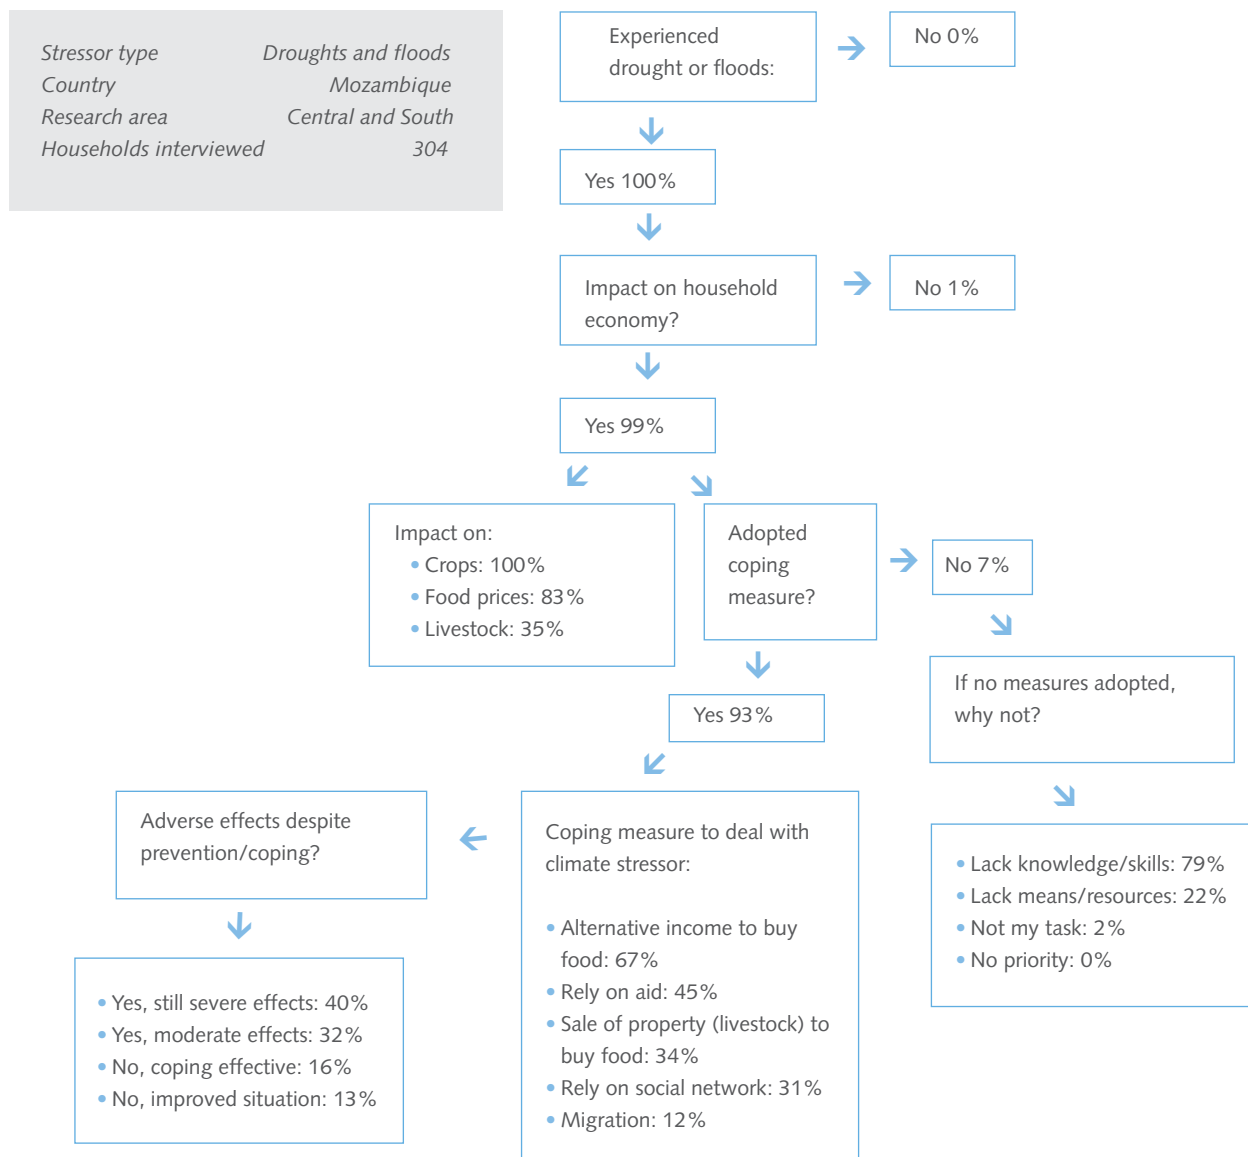 Stressor type Droughts and floods
Country Mozambique
Research area Central and South
Households interviewed 304
Experienced
drought or floods:
No 0%
Yes 100%
Impact on household
economy?
No 1%
Yes 99%
Impact on:
• Crops: 100%
• Food prices: 83%
• Livestock: 35%
Adopted
coping
measure?
No 7%
Yes 93%
If no measures adopted,
why not?
• Lack knowledge/skills: 79%
• Lack means/resources: 22%
• Not my task: 2%
• No priority: 0%
Coping measure to deal with
climate stressor:
• Alternative income to buy
food: 67%
• Rely on aid: 45%
• Sale of property (livestock) to
buy food: 34%
• Rely on social network: 31%
• Migration: 12%
Adverse effects despite
prevention/coping?
• Yes, still severe effects: 40%
• Yes, moderate effects: 32%
• No, coping effective: 16%
• No, improved situation: 13%